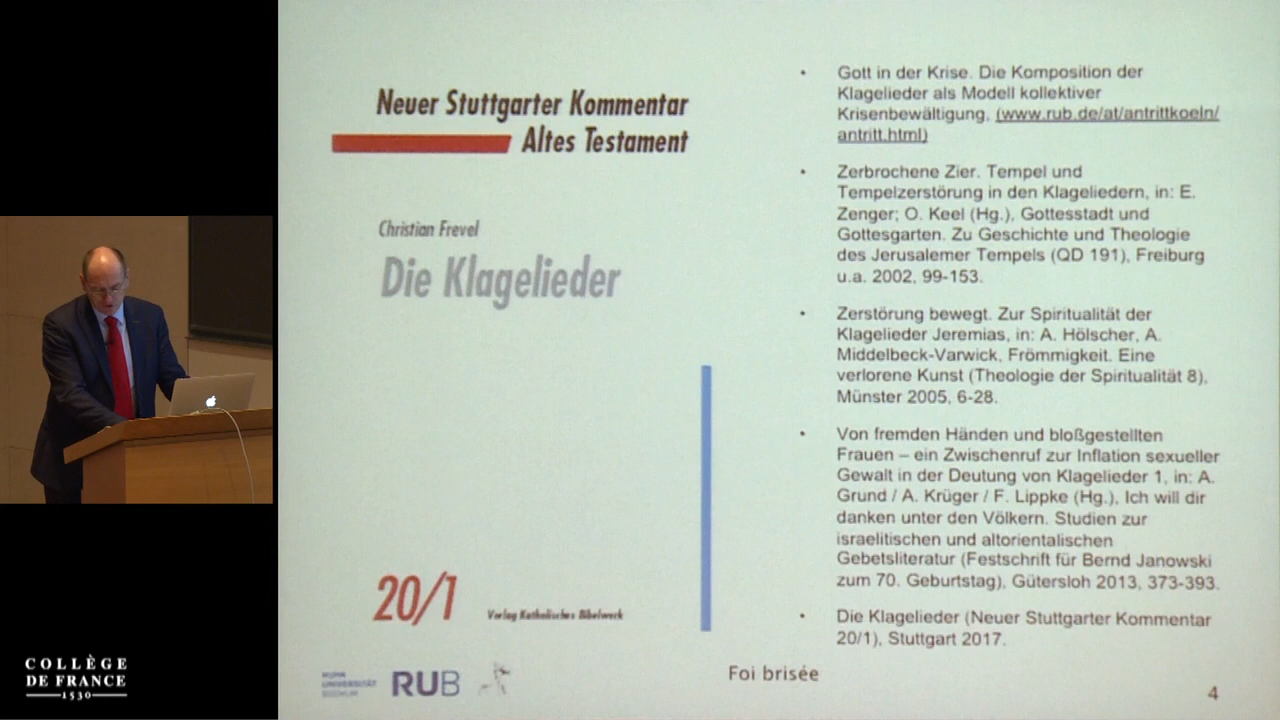 Neuer Stuttgarter Kommentar
Altes Testament
Christian Frevel
Die Klagelieder
20/1
Verlag Katholisches Bibelwerk
RUHR
UNIVERSITÄT
BOCHUM
RUB
• Gott in der Krise. Die Komposition der
Klagelieder als Modell kollektiver
Krisenbewältigung, (www.rub.de/at/antrittkoeln/
antritt.html)
• Zerbrochene Zier. Tempel und
Tempelzerstörung in den Klageliedern, in: E.
Zenger; O. Keel (Hg.), Gottesstadt und
Gottesgarten. Zu Geschichte und Theologie
des Jerusalemer Tempels (QD 191), Freiburg
u.a. 2002, 99-153.
• Zerstörung bewegt. Zur Spiritualität der
Klagelieder Jeremias, in: A. Hölscher, A.
Middelbeck-Varwick, Frömmigkeit. Eine
verlorene Kunst (Theologie der Spiritualität 8),
Münster 2005, 6-28.
• Von fremden Händen und bloßgestellten
Frauen – ein Zwischenruf zur Inflation sexueller
Gewalt in der Deutung von Klagelieder 1, in: A.
Grund / A. Krüger / F. Lippke (Hg.), Ich will dir
danken unter den Völkern. Studien zur
israelitischen und altorientalischen
Gebetsliteratur (Festschrift für Bernd Janowski
zum 70. Geburtstag), Gütersloh 2013, 373-393.
• Die Klagelieder (Neuer Stuttgarter Kommentar
20/1), Stuttgart 2017.
Foi brisée
4
COLLÈGE
DE FRANCE
1530